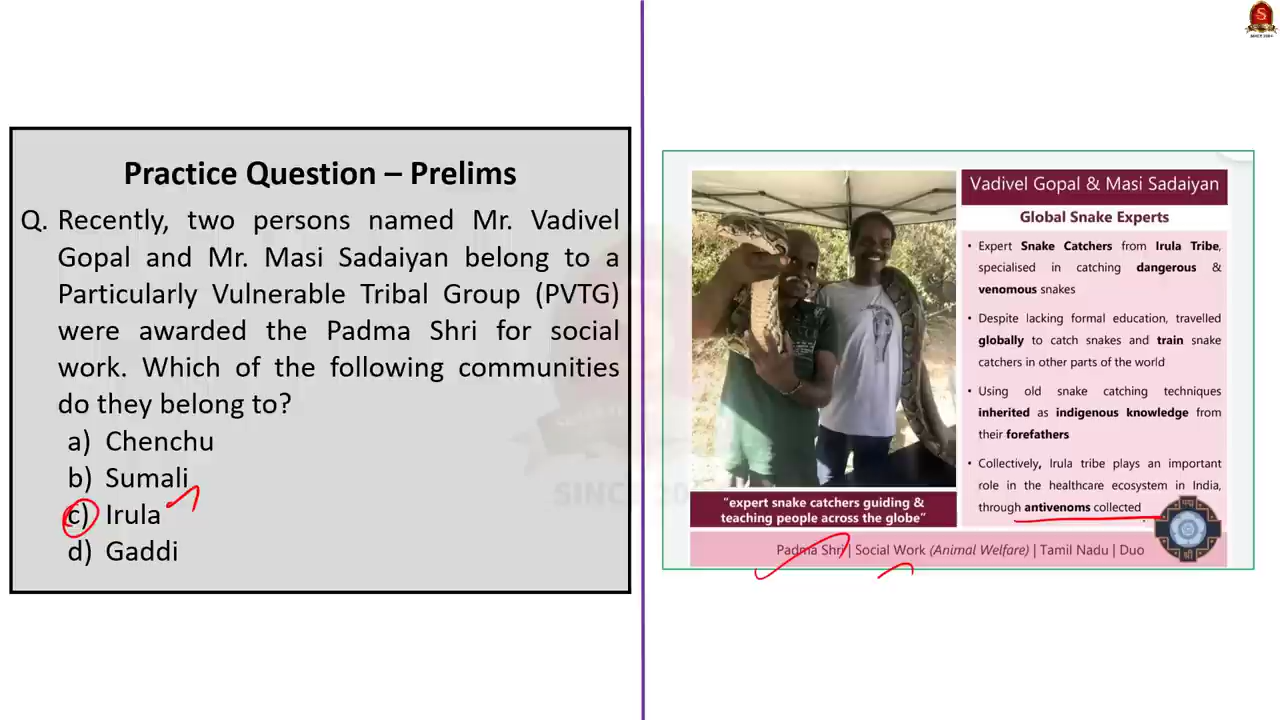 Practice Question – Prelims
Q. Recently, two persons named Mr. Vadivel
Gopal and Mr. Masi Sadaiyan belong to a
Particularly Vulnerable Tribal Group (PVTG)
were awarded the Padma Shri for social
work. Which of the following communities
do they belong to?
a) Chenchu
b) Sumali
c) Irula
d) Gaddi
Vadivel Gopal & Masi Sadaiyan
Global Snake Experts
• Expert Snake Catchers from Irula Tribe,
specialised in catching dangerous &
venomous snakes
• Despite lacking formal education, travelled
globally to catch snakes and train snake
catchers in other parts of the world
• Using old snake catching techniques
inherited as indigenous knowledge from
their forefathers
• Collectively, Irula tribe plays an important
role in the healthcare ecosystem in India,
through antivenoms collected
"expert snake catchers guiding &
teaching people across the globe"
Padma Shri | Social Work (Animal Welfare) | Tamil Nadu | Duo